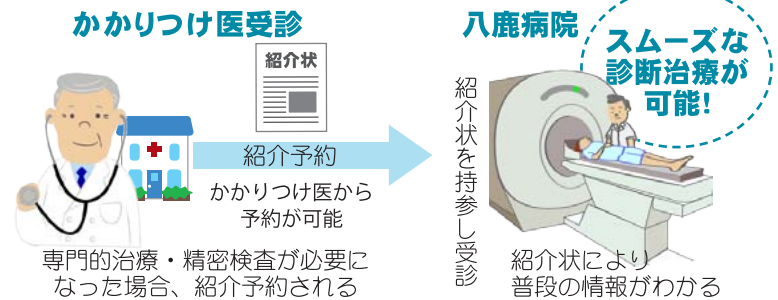 かかりつけ医受診
紹介状
紹介予約
かかりつけ医から
予約が可能
専門的治療・精密検査が必要に
なった場合、紹介予約される
八鹿病院
スムーズな
診断治療が
可能!
紹介状を持参し受診
紹介状により
普段の情報がわかる